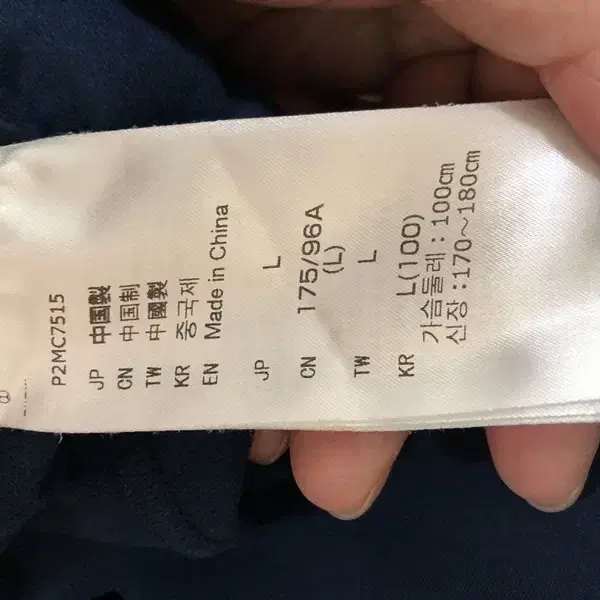 P2MC7515
JP 中国製
CN 中国制
TW 中國製
KR 중국제
EN Made in China
JP L
CN 175/96A
(L)
TW L
KR L(100)
가슴둘레 : 100cm
신장 : 170~180cm